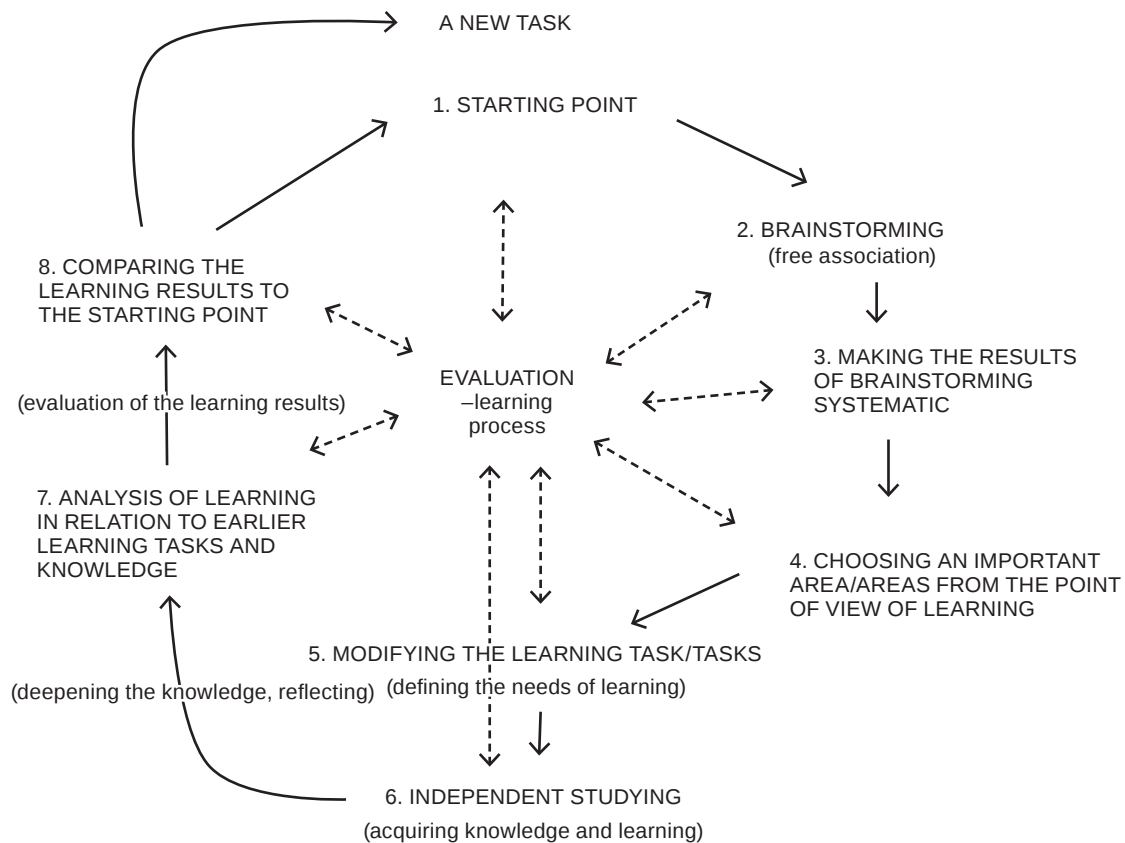 A NEW TASK
1. STARTING POINT
2. BRAINSTORMING
(free association)
3. MAKING THE RESULTS
OF BRAINSTORMING
SYSTEMATIC
4. CHOOSING AN IMPORTANT
AREA/AREAS FROM THE POINT
OF VIEW OF LEARNING
5. MODIFYING THE LEARNING TASK/TASKS
(defining the needs of learning)
6. INDEPENDENT STUDYING
(acquiring knowledge and learning)
(deepening the knowledge, reflecting)
7. ANALYSIS OF LEARNING
IN RELATION TO EARLIER
LEARNING TASKS AND
KNOWLEDGE
(evaluation of the learning results)
8. COMPARING THE
LEARNING RESULTS TO
THE STARTING POINT
EVALUATION
–learning
process